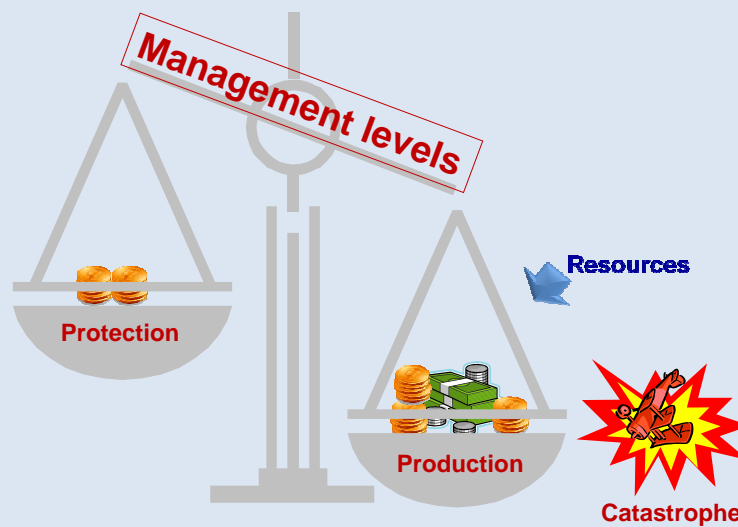 Management levels
Resources
Protection
Production
Catastrophe